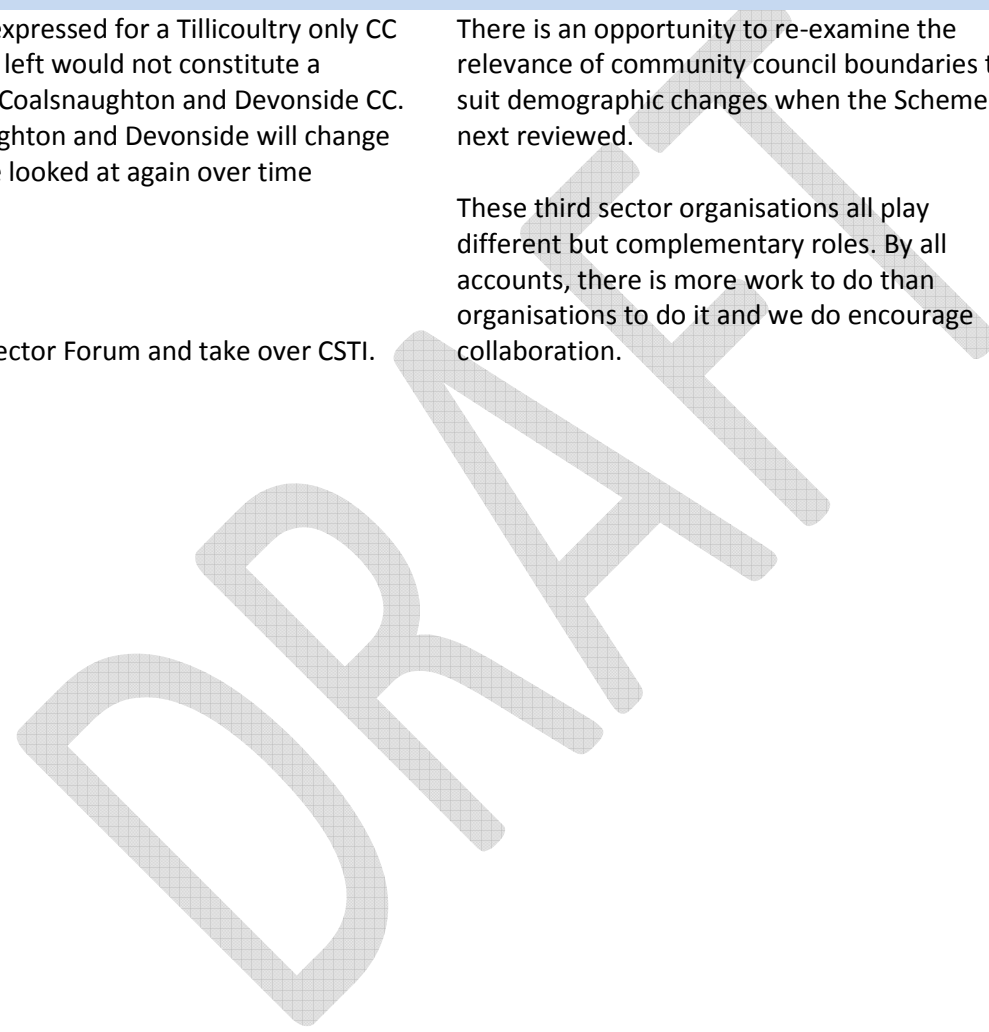 expressed for a Tillicoultry only CC
left would not constitute a
Coalsnaughton and Devonside CC.
ghton and Devonside will change
looked at again over time
ector Forum and take over CSTI.
There is an opportunity to re-examine the
relevance of community council boundaries t
suit demographic changes when the Scheme
next reviewed.
These third sector organisations all play
different but complementary roles. By all
accounts, there is more work to do than
organisations to do it and we do encourage
collaboration.
DRAFT